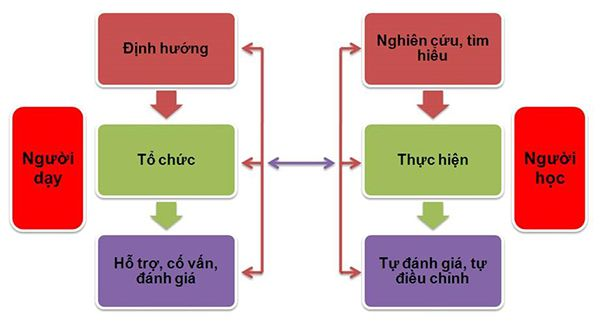 Người
dạy
Định hướng
Tổ chức
Hỗ trợ, cố vấn,
đánh giá
Nghiên cứu, tìm
hiểu
Thực hiện
Tự đánh giá, tự
điều chỉnh
Người
học